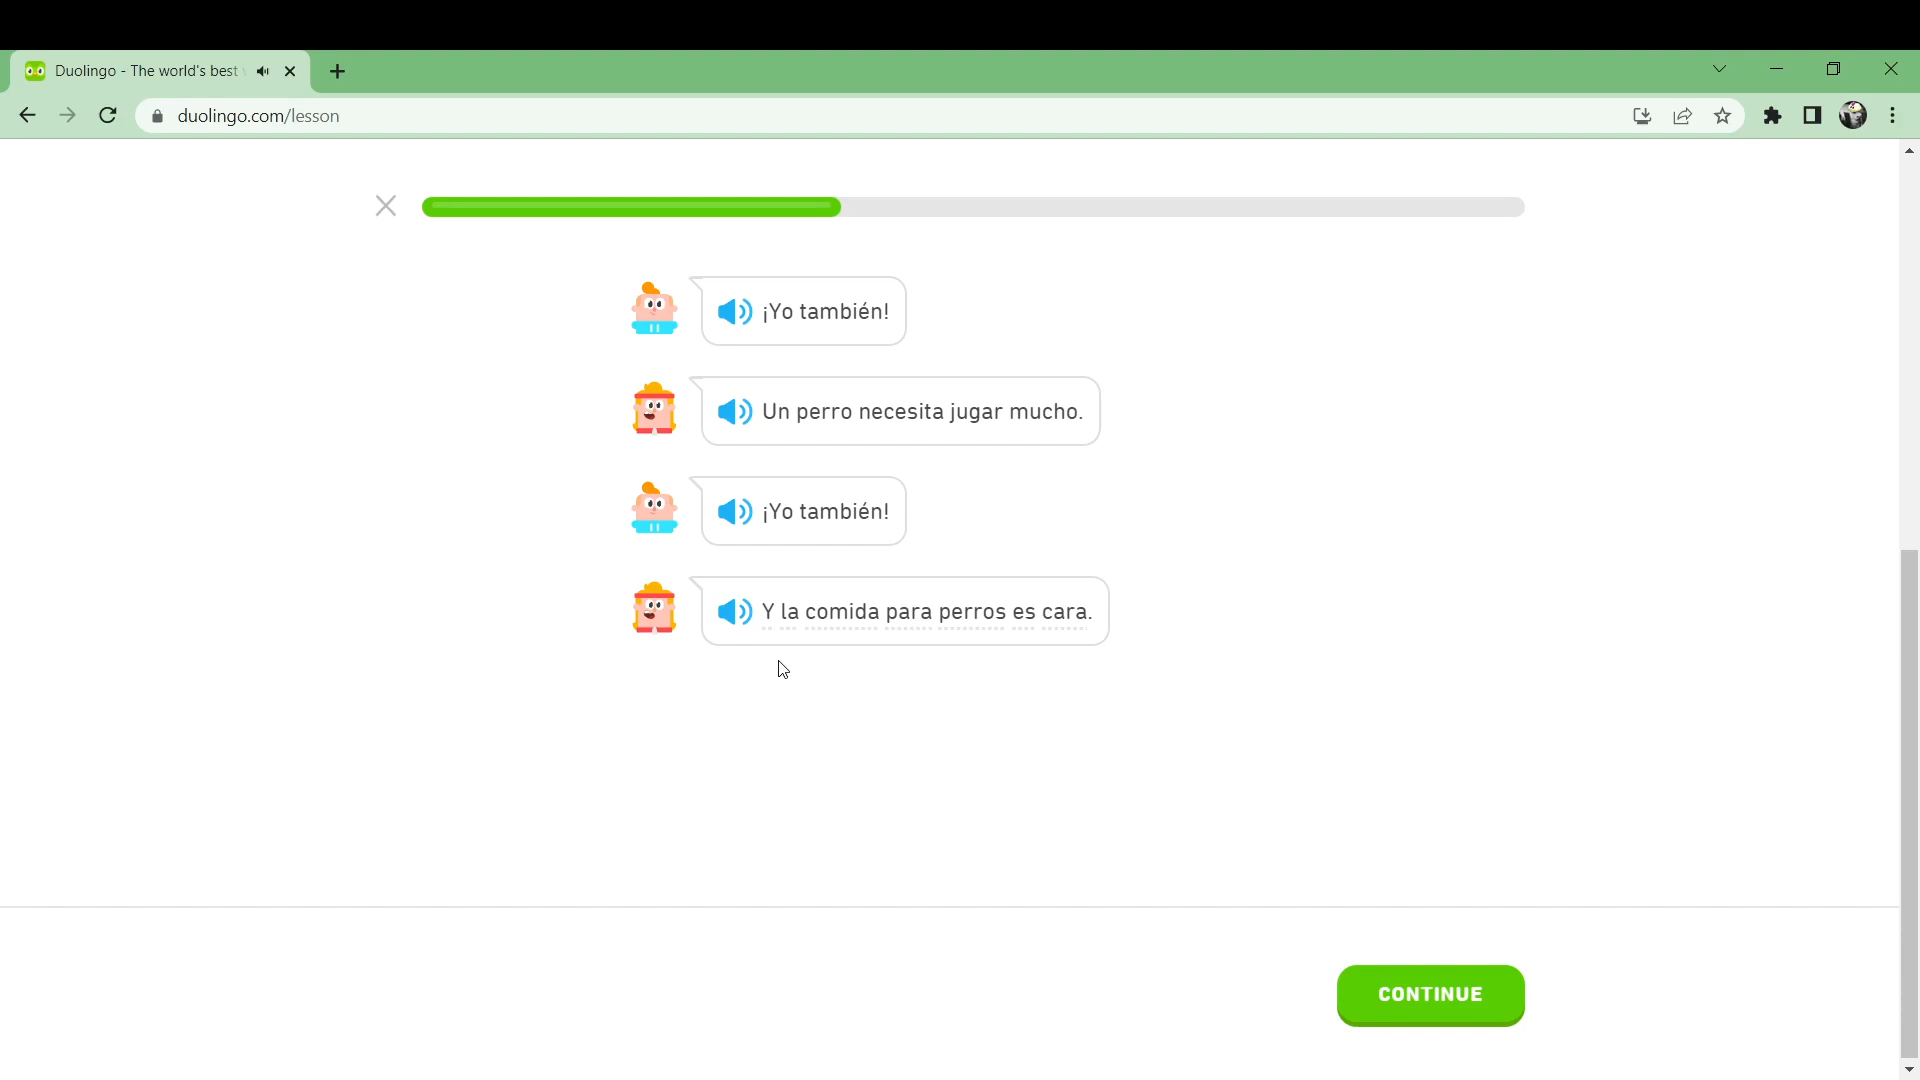 Duolingo - The world's best
duolingo.com/lesson
¡Yo también!
Un perro necesita jugar mucho.
¡Yo también!
Y la comida para perros es cara.
CONTINUE